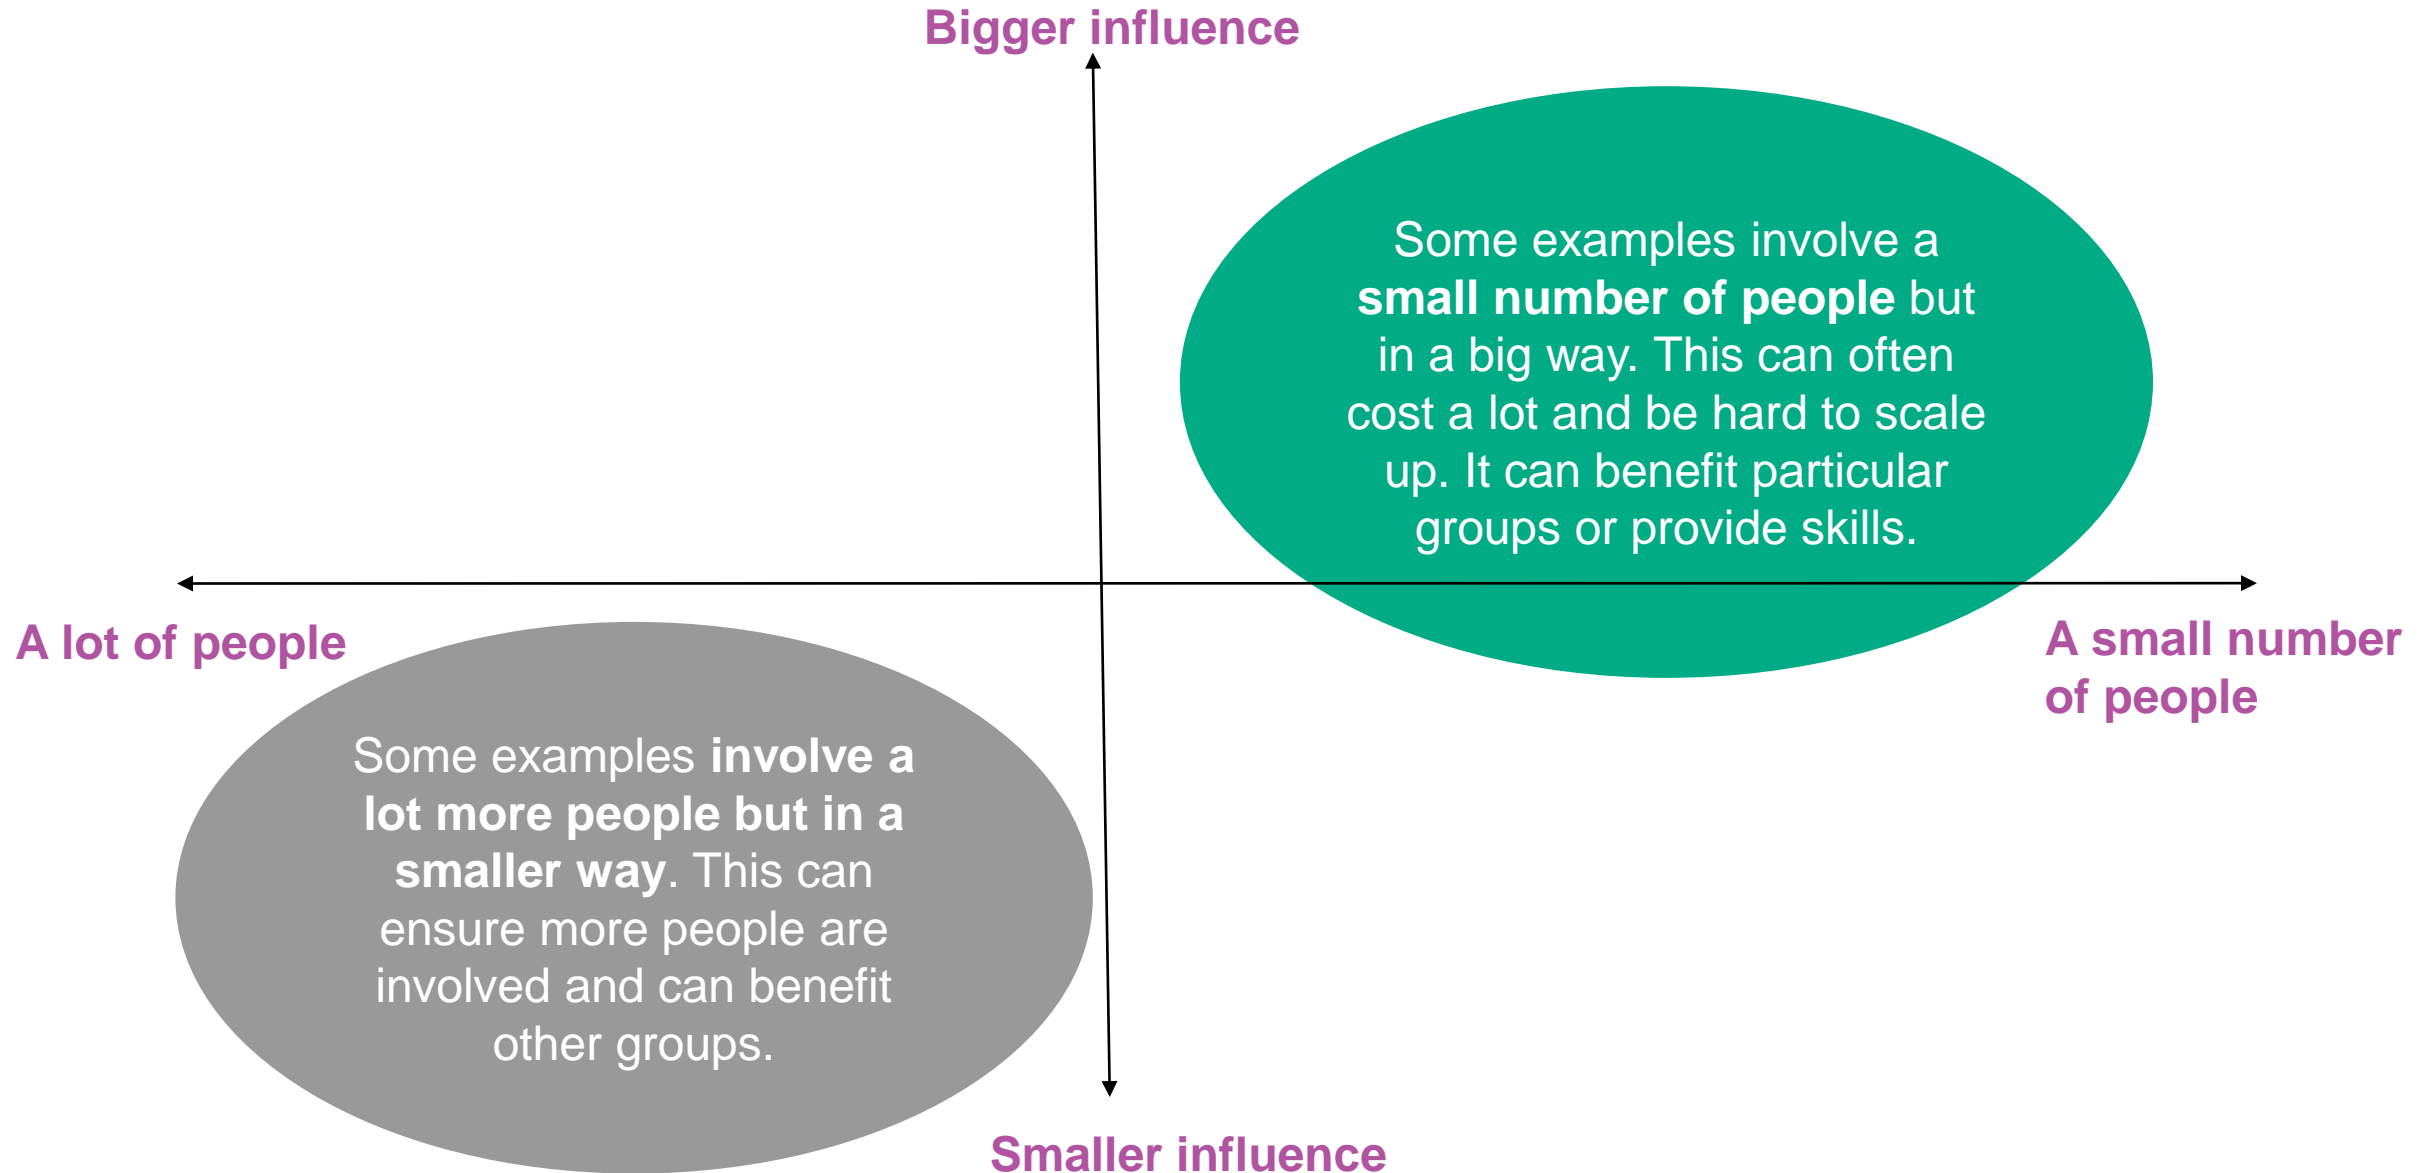 Bigger influence
Some examples involve a
small number of people but
in a big way. This can often
cost a lot and be hard to scale
up. It can benefit particular
groups or provide skills.
A lot of people
A small number
of people
Some examples involve a
lot more people but in a
smaller way. This can
ensure more people are
involved and can benefit
other groups.
Smaller influence